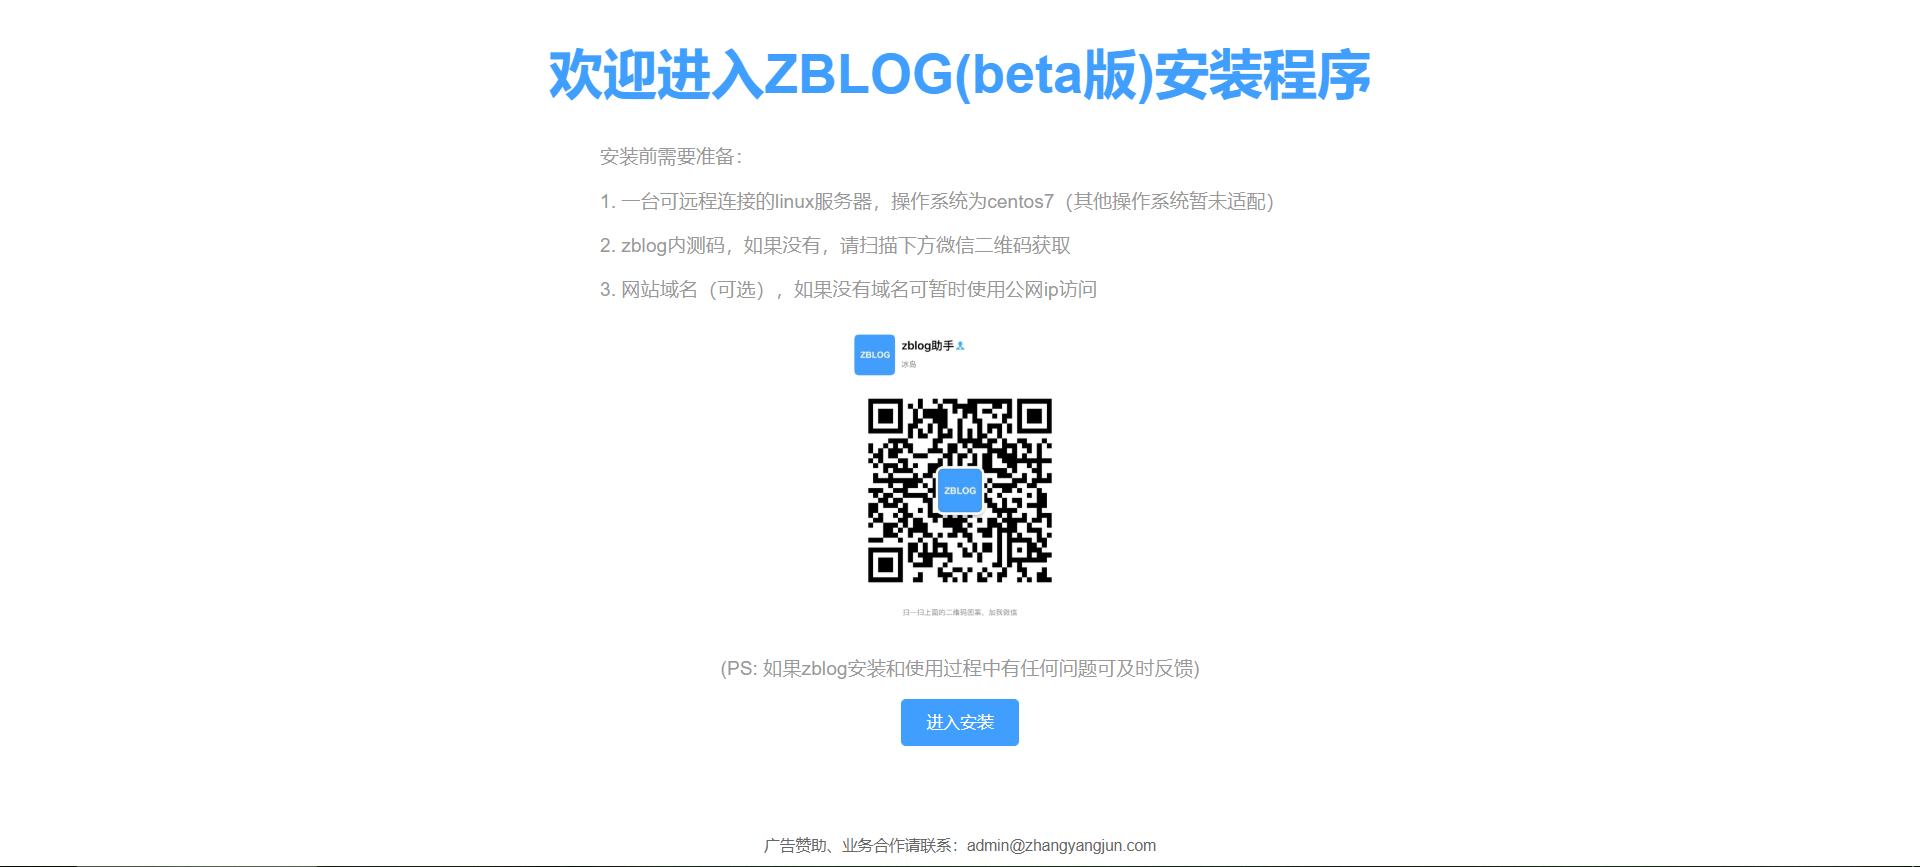 欢迎进入ZBLOG(beta版)安装程序
安装前需要准备：
1. 一台可远程连接的linux服务器，操作系统为centos7（其他操作系统暂未适配）
2. zblog内测码，如果没有，请扫描下方微信二维码获取
3. 网站域名（可选），如果没有域名可暂时使用公网ip访问
ZBLOG
zblog助手
冰岛
ZBLOG
扫一扫上面的二维码图案，加我微信
(PS: 如果zblog安装和使用过程中有任何问题可及时反馈)
进入安装
广告赞助、业务合作请联系：admin@zhangyangjun.com